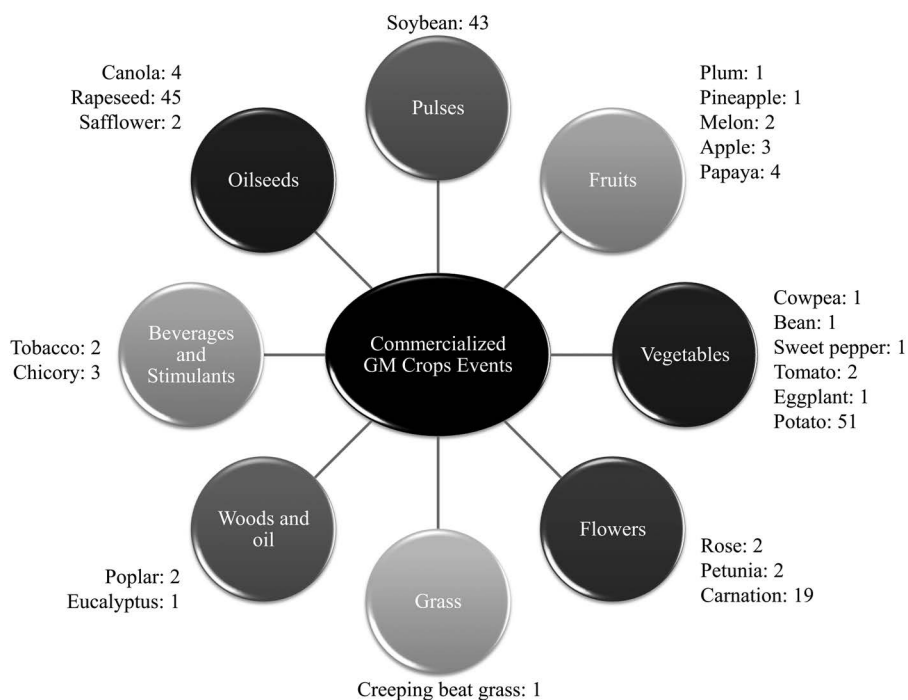 Soybean: 43
Pulses
Plum: 1
Pineapple: 1
Melon: 2
Apple: 3
Papaya: 4
Fruits
Cowpea: 1
Bean: 1
Sweet pepper: 1
Tomato: 2
Eggplant: 1
Potato: 51
Vegetables
Rose: 2
Petunia: 2
Carnation: 19
Flowers
Grass
Creeping beat grass: 1
Woods and
oil
Poplar: 2
Eucalyptus: 1
Beverages
and
Stimulants
Tobacco: 2
Chicory: 3
Canola: 4
Rapeseed: 45
Safflower: 2
Oilseeds
Commercialized
GM Crops Events